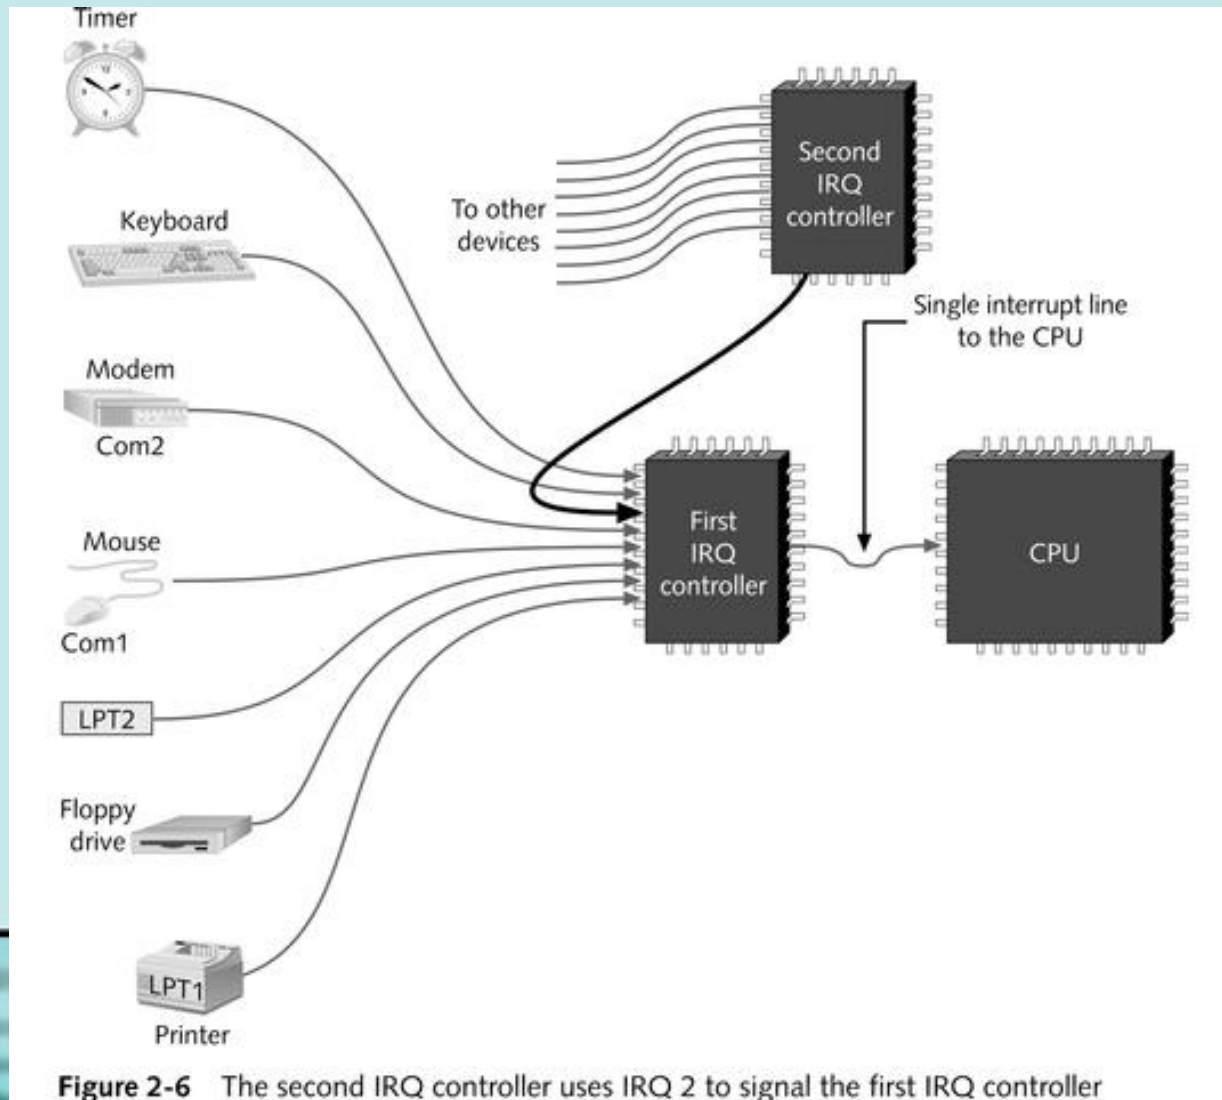 Timer
Second
IRQ
controller
To other
devices
Keyboard
Single interrupt line
to the CPU
Modem
Com2
First
IRQ
controller
CPU
Mouse
Com1
LPT2
Floppy
drive
LPT1
Printer
Figure 2-6 The second IRQ controller uses IRQ 2 to signal the first IRQ controller